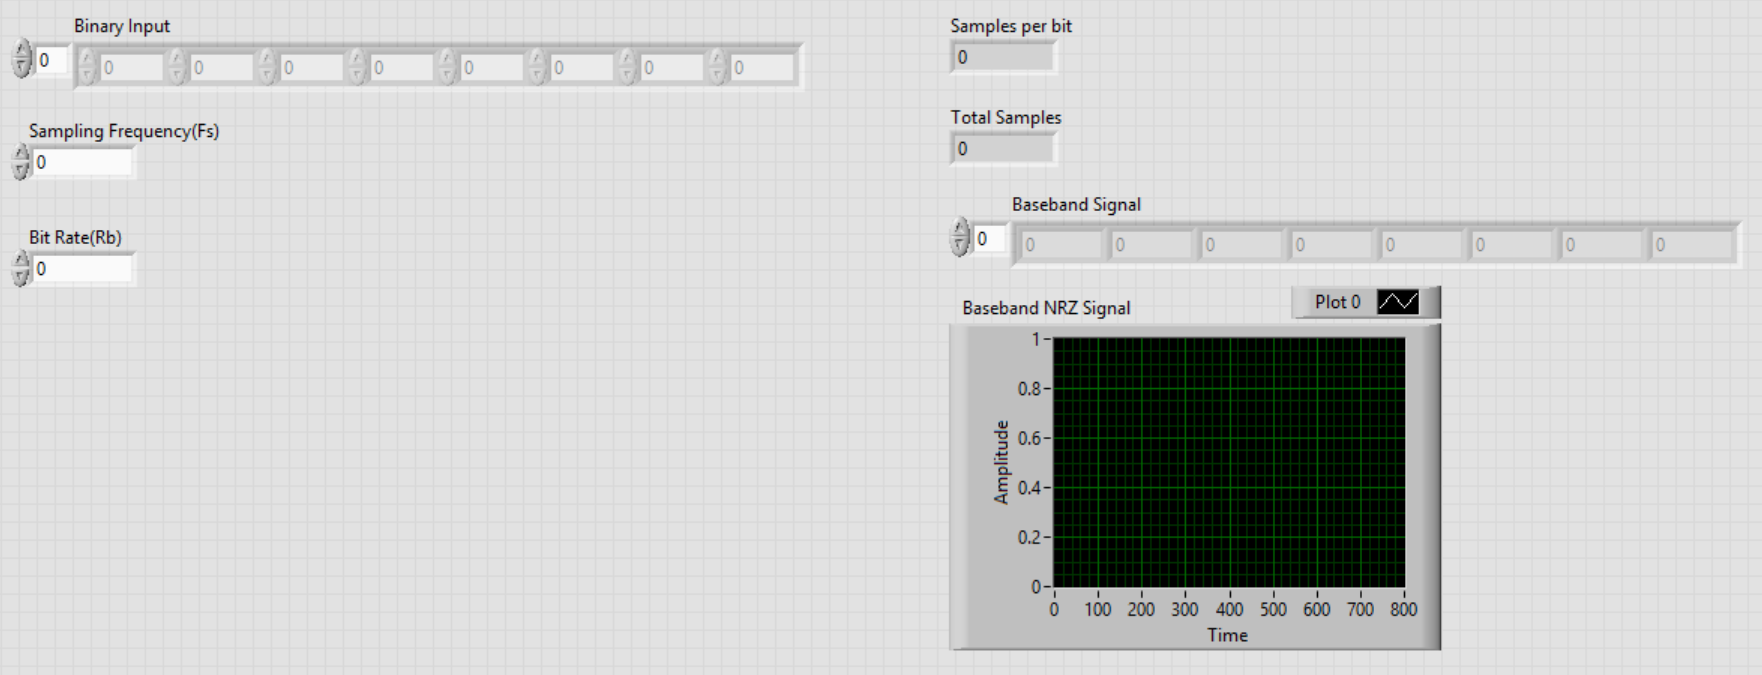 Binary Input
0 0 0 0 0 0 0 0 0
Sampling Frequency(Fs)
0
Bit Rate(Rb)
0
Samples per bit
0
Total Samples
0
Baseband Signal
0 0 0 0 0 0 0 0 0
Baseband NRZ Signal
Plot 0
Amplitude
1
0.8
0.6
0.4
0.2
0
0 100 200 300 400 500 600 700 800
Time